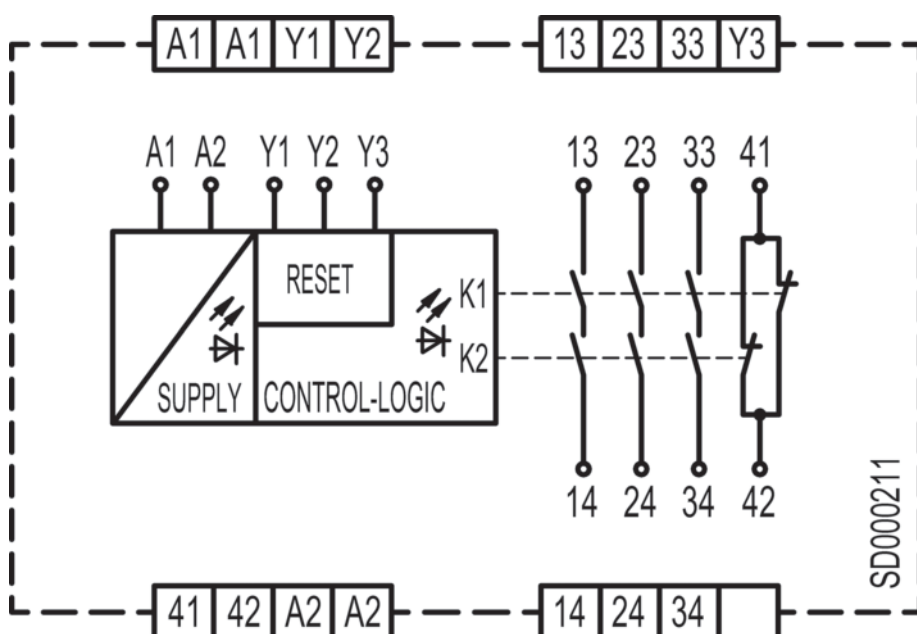 A1 A1 Y1 Y2 13 23 33 Y3
A1 A2 Y1 Y2 Y3 13 23 33 41
RESET
K1
K2
SUPPLY CONTROL-LOGIC
14 24 34 42
SD000211
41 42 A2 A2 14 24 34